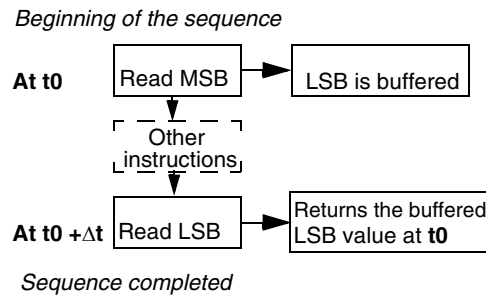 Beginning of the sequence
At t0
Read MSB
LSB is buffered
Other
instructions
At t0 +Δt
Read LSB
Returns the buffered
LSB value at t0
Sequence completed